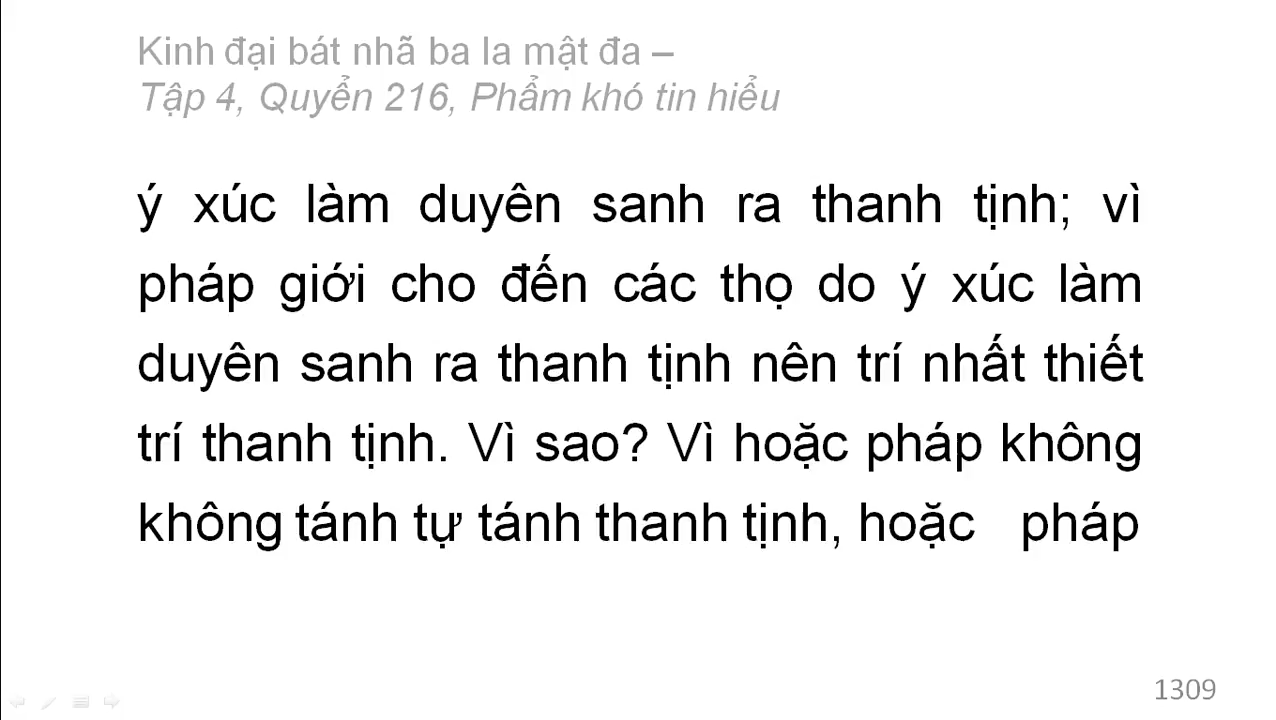 Kinh đại bát nhã ba la mật đa –
Tập 4, Quyển 216, Phẩm khó tin hiểu
ý xúc làm duyên sanh ra thanh tịnh; vì
pháp giới cho đến các thọ do ý xúc làm
duyên sanh ra thanh tịnh nên trí nhất thiết
trí thanh tịnh. Vì sao? Vì hoặc pháp không
không tánh tự tánh thanh tịnh, hoặc pháp
1309